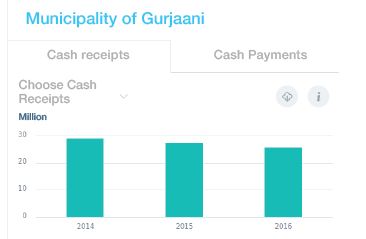 Municipality of Gurjaani
Cash receipts
Cash Payments
Choose Cash
Receipts
Million
30
20
10
0
2014
2015
2016